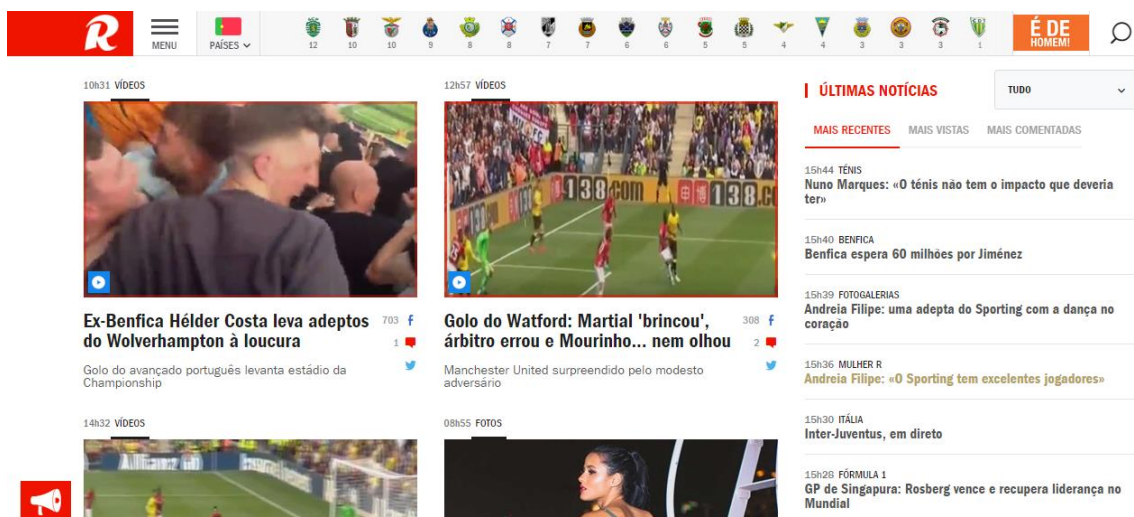 R
MENU
PAÍSES
12 10 10 9 8 8 7 7 6 6 5 5 4 4 3 3 3 1
É DE
HOMEM!
10h31 VÍDEOS
Ex-Benfica Hélder Costa leva adeptos
do Wolverhampton à loucura
703
1
Golo do avançado português levanta estádio da
Championship
12h57 VÍDEOS
138.com
138.c
Golo do Watford: Martial 'brincou',
árbitro errou e Mourinho... nem olhou
308
2
Manchester United surpreendido pelo modesto
adversário
14h32 VÍDEOS
08h55 FOTOS
ÚLTIMAS NOTÍCIAS
TUDO
MAIS RECENTES MAIS VISTAS MAIS COMENTADAS
15h44 TÉNIS
Nuno Marques: «O ténis não tem o impacto que deveria
ter»
15h40 BENFICA
Benfica espera 60 milhões por Jiménez
15h39 FOTOGALERIAS
Andreia Filipe: uma adepta do Sporting com a dança no
coração
15h36 MULHER R
Andreia Filipe: «O Sporting tem excelentes jogadores»
15h30 ITÁLIA
Inter-Juventus, em direto
15h28 FÓRMULA 1
GP de Singapura: Rosberg vence e recupera liderança no
Mundial